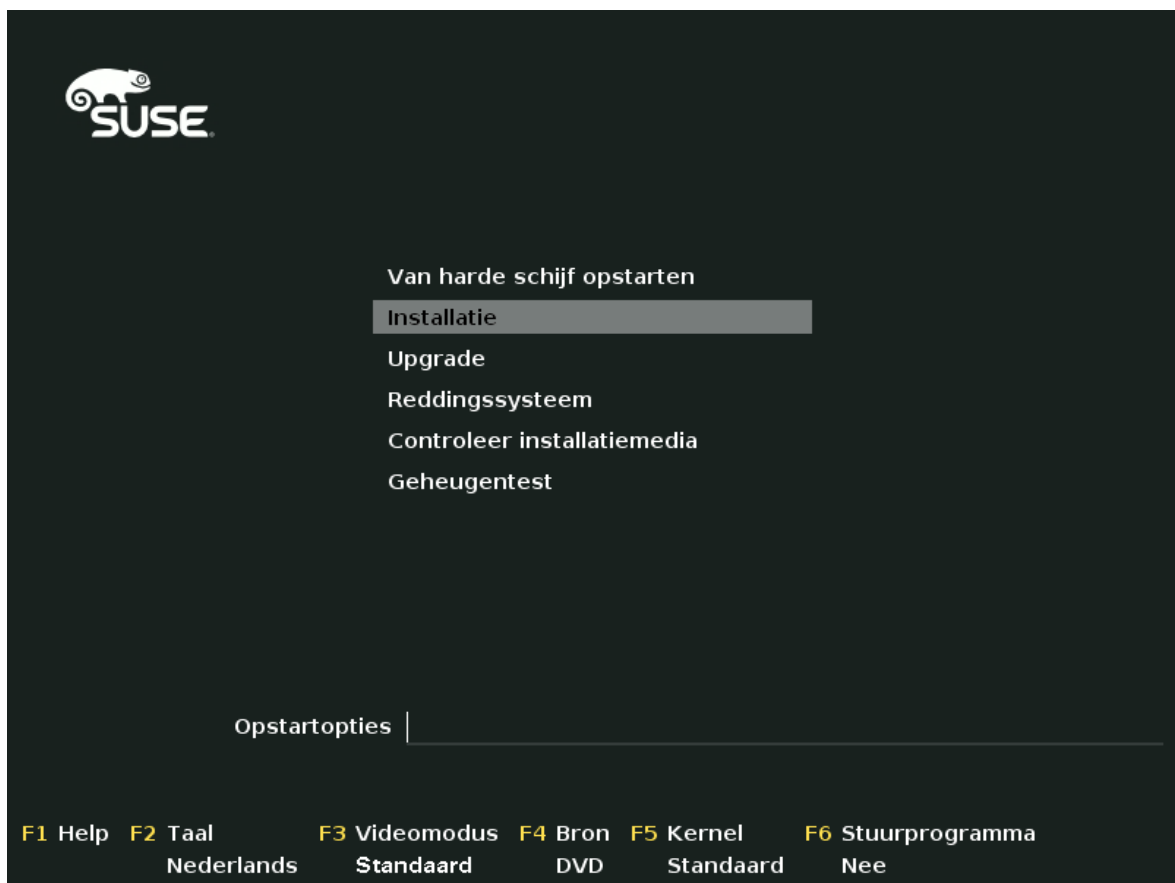 SUSE
Van harde schijf opstarten
Installatie
Upgrade
Reddingssysteem
Controleer installatiemedia
Geheugentest
Opstartopties
F1 Help F2 Taal F3 Videomodus F4 Bron F5 Kernel F6 Stuurprogramma
Nederlands Standaard DVD Standaard Nee